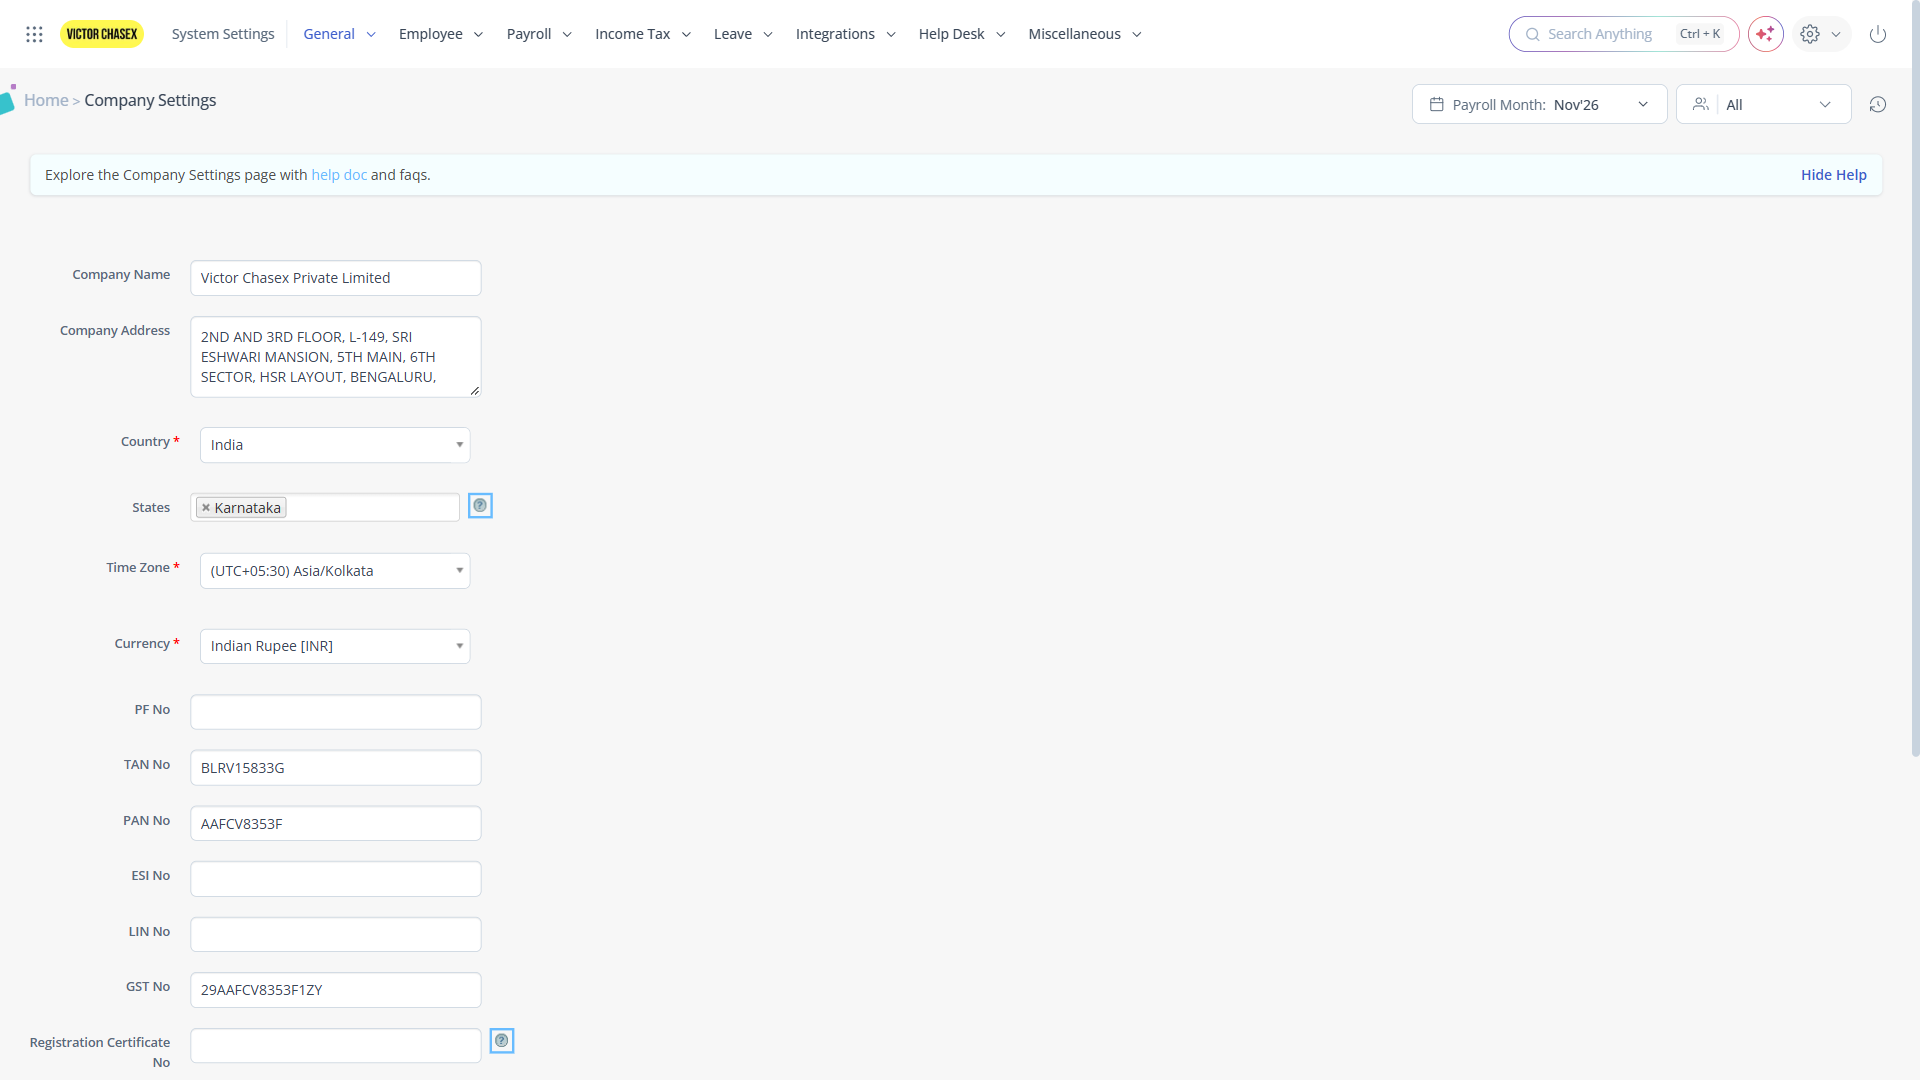 VICTOR CHASEX System Settings General Employee Payroll Income Tax Leave Integrations Help Desk Miscellaneous Search Anything Ctrl + K
Home > Company Settings Payroll Month: Nov'26 All
Explore the Company Settings page with help doc and faqs. Hide Help
Company Name Victor Chasex Private Limited
Company Address 2ND AND 3RD FLOOR, L-149, SRI
ESHWARI MANSION, 5TH MAIN, 6TH
SECTOR, HSR LAYOUT, BENGALURU,
Country * India
States × Karnataka ?
Time Zone * (UTC+05:30) Asia/Kolkata
Currency * Indian Rupee [INR]
PF No
TAN No BLRV15833G
PAN No AAFCV8353F
ESI No
LIN No
GST No 29AAFCV8353F1ZY
Registration Certificate ?
No